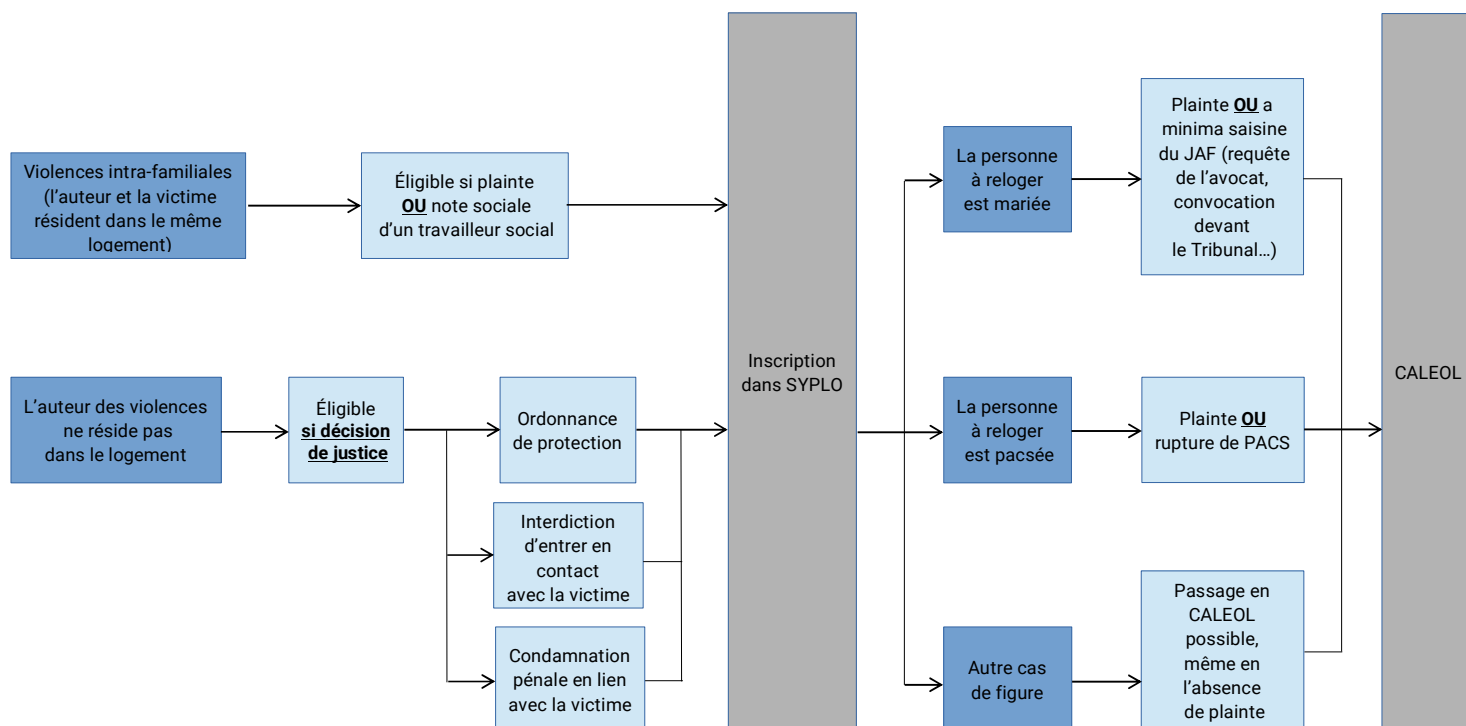 Violences intra-familiales
(l’auteur et la victime
résident dans le même
logement)
Éligible si plainte
OU note sociale
d’un travailleur social
L’auteur des violences
ne réside pas
dans le logement
Éligible
si décision
de justice
Ordonnance
de protection
Interdiction
d’entrer en
contact
avec la victime
Condamnation
pénale en lien
avec la victime
Inscription
dans SYPLO
La personne
à reloger
est mariée
Plainte OU a
minima saisine
du JAF (requête
de l’avocat,
convocation
devant
le Tribunal…)
La personne
à reloger
est pacsée
Plainte OU
rupture de PACS
Autre cas
de figure
Passage en
CALEOL
possible,
même en
l’absence
de plainte
CALEOL